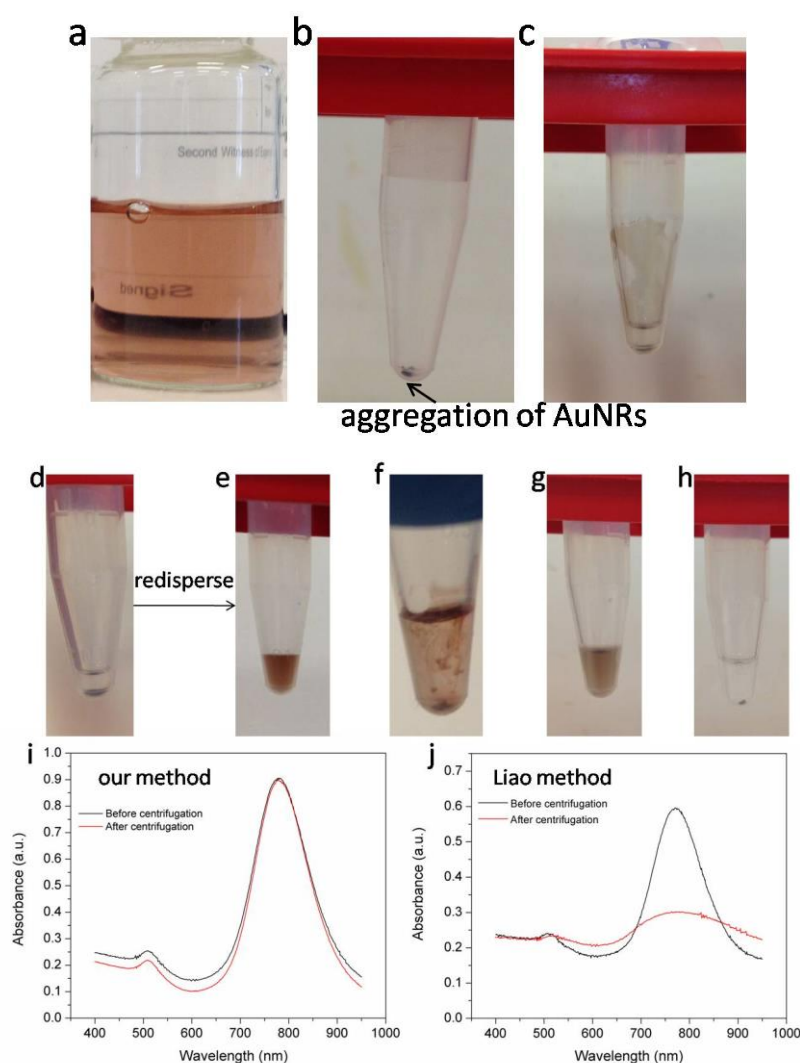 a
b
c
Second Witness
Signed
aggregation of AuNRs
d
e
f
g
h
redisperse
i
our method
Before centrifugation
After centrifugation
Absorbance (a.u.)
1.0
0.9
0.8
0.7
0.6
0.5
0.4
0.3
0.2
0.1
0.0
400 500 600 700 800 900 1000
Wavelength (nm)
j
Liao method
Before centrifugation
After centrifugation
Absorbance (a.u.)
0.7
0.6
0.5
0.4
0.3
0.2
0.1
0.0
400 500 600 700 800 900 1000
Wavelength (nm)